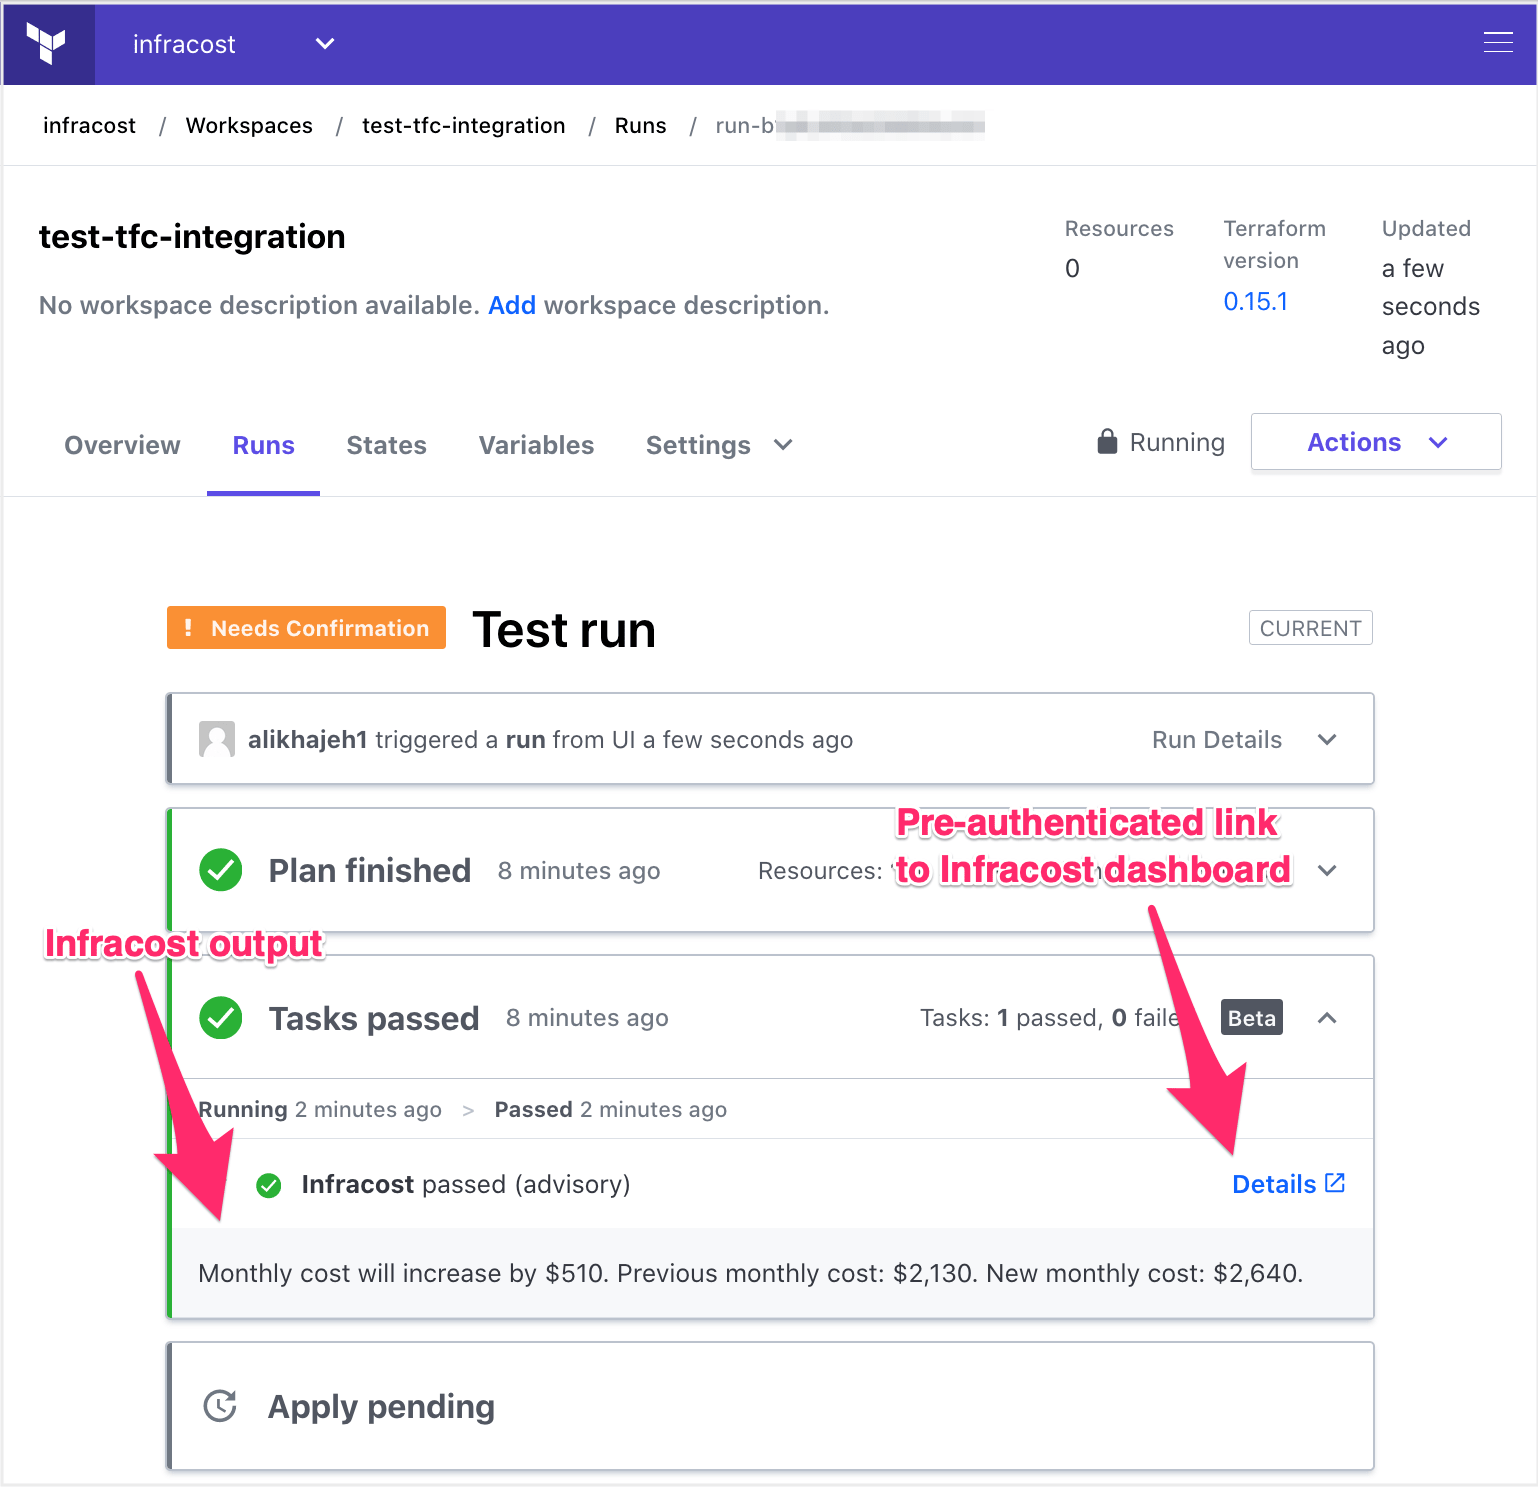 infracost
infracost / Workspaces / test-tfc-integration / Runs / run-b
test-tfc-integration
No workspace description available. Add workspace description.
Resources
0
Terraform
version
0.15.1
Updated
a few
seconds
ago
Overview Runs States Variables Settings
Running
Actions
! Needs Confirmation
Test run
CURRENT
alikhajeh1 triggered a run from UI a few seconds ago
Run Details
Pre-authenticated link
to Infracost dashboard
Plan finished 8 minutes ago
Resources:
Infracost output
Tasks passed 8 minutes ago
Tasks: 1 passed, 0 faile
Beta
Running 2 minutes ago > Passed 2 minutes ago
Infracost passed (advisory)
Details
Monthly cost will increase by $510. Previous monthly cost: $2,130. New monthly cost: $2,640.
Apply pending